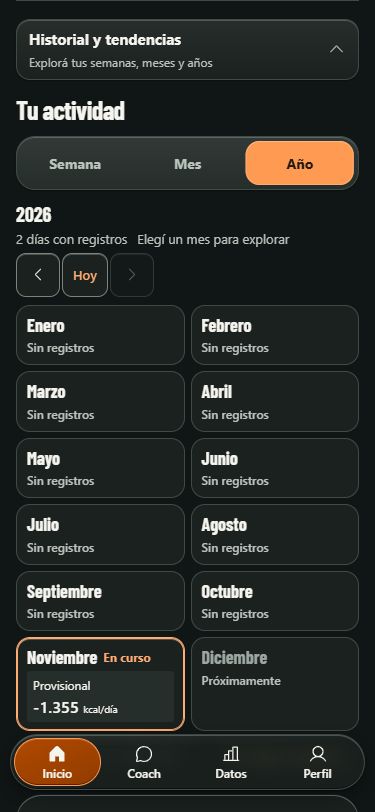 Historial y tendencias
Explorá tus semanas, meses y años
Tu actividad
Semana Mes Año
2026
2 días con registros Elegí un mes para explorar
Hoy
Enero
Sin registros
Febrero
Sin registros
Marzo
Sin registros
Abril
Sin registros
Mayo
Sin registros
Junio
Sin registros
Julio
Sin registros
Agosto
Sin registros
Septiembre
Sin registros
Octubre
Sin registros
Noviembre En curso
Provisional
-1.355 kcal/día
Diciembre
Próximamente
Inicio Coach Datos Perfil